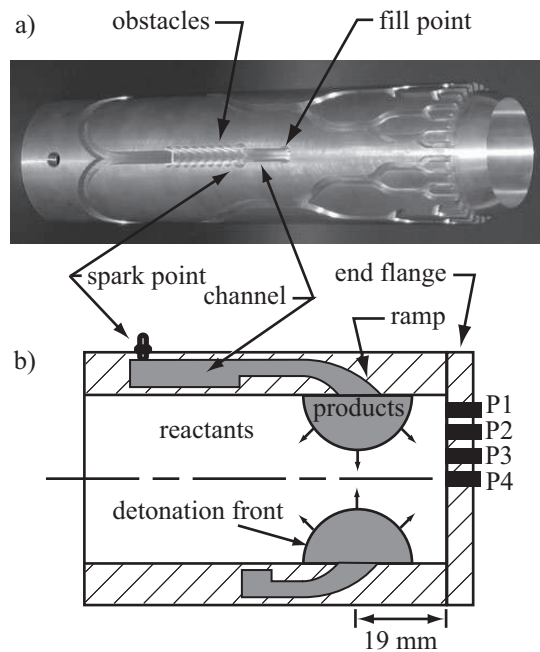 a)
obstacles
fill point
spark point
channel
end flange
ramp
b)
products
P1
P2
P3
P4
reactants
detonation front
19 mm